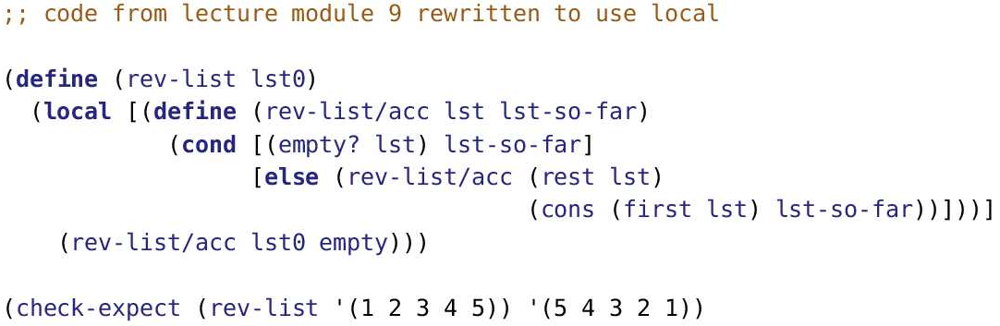 ;; code from lecture module 9 rewritten to use local
(define (rev-list lst0)
(local [(define (rev-list/acc lst lst-so-far)
(cond [(empty? lst) lst-so-far]
[else (rev-list/acc (rest lst)
(cons (first lst) lst-so-far))]))]
(rev-list/acc lst0 empty)))
(check-expect (rev-list '(1 2 3 4 5)) '(5 4 3 2 1))